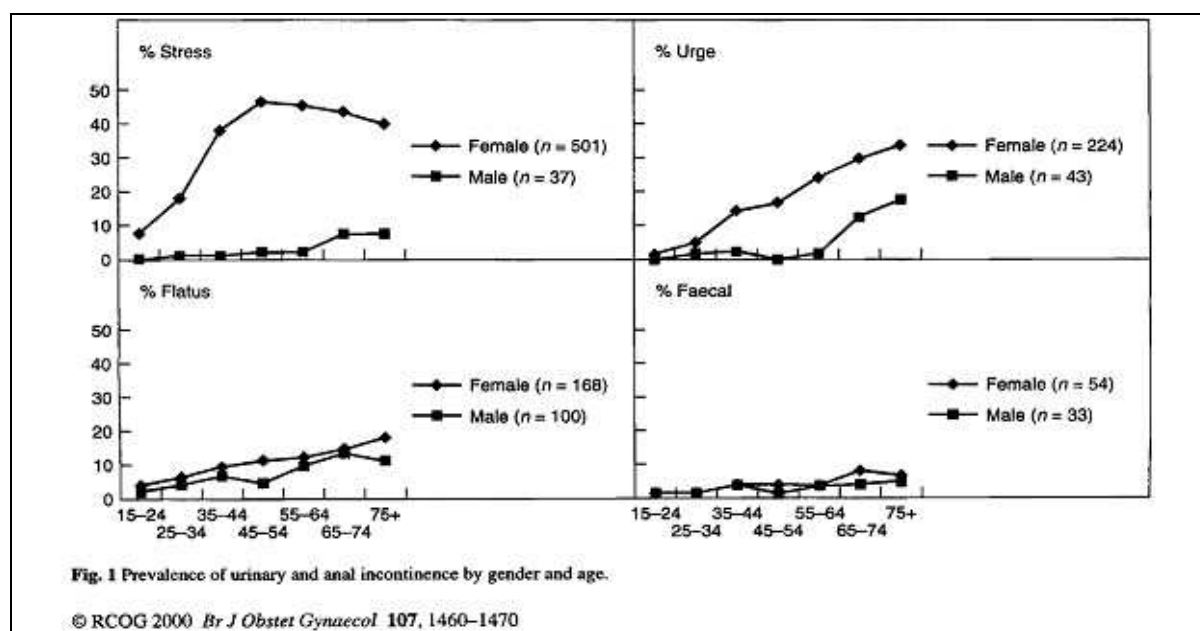 % Stress
50
40
30
20
10
0
Female (n = 501)
Male (n = 37)
% Urge
Female (n = 224)
Male (n = 43)
% Flatus
50
40
30
20
10
0
Female (n = 168)
Male (n = 100)
15–24 35–44 55–64 75+
25–34 45–54 65–74
% Faecal
Female (n = 54)
Male (n = 33)
15–24 35–44 55–64 75+
25–34 45–54 65–74
Fig. 1 Prevalence of urinary and anal incontinence by gender and age.
© RCOG 2000 Br J Obstet Gynaecol 107, 1460–1470